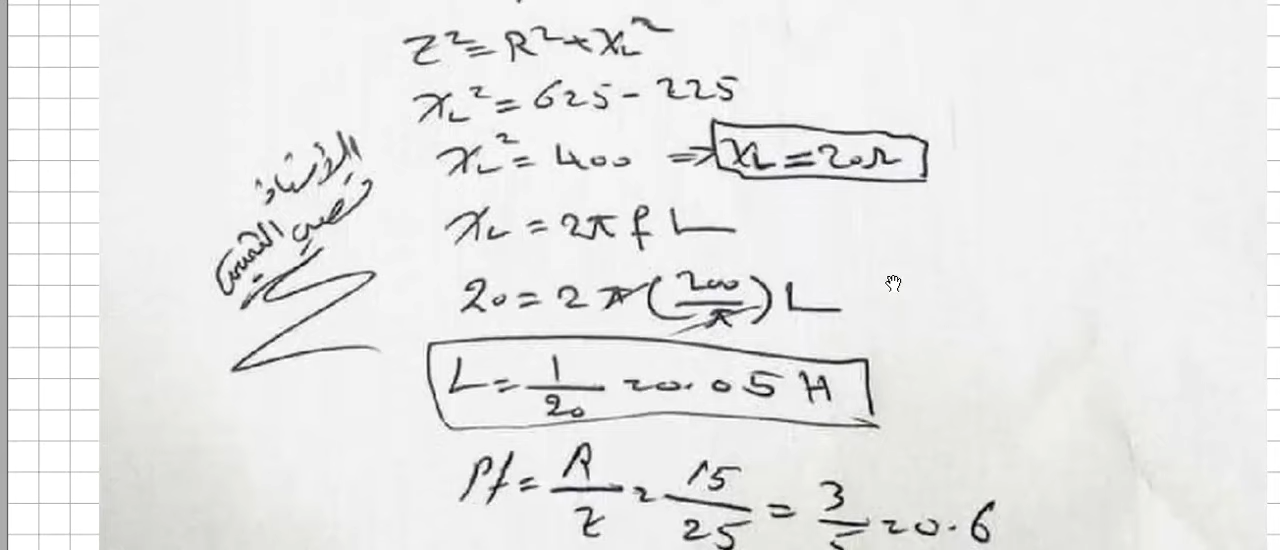 Z² = R² + XL²
XL² = 625 - 225
XL² = 400 ⇒ XL = 20Ω
XL = 2π f L
20 = 2π(200/π) L
L = 1/20 = 0.05 H
Pf = R/Z = 15/25 = 3/5 = 0.6
الأستاذ